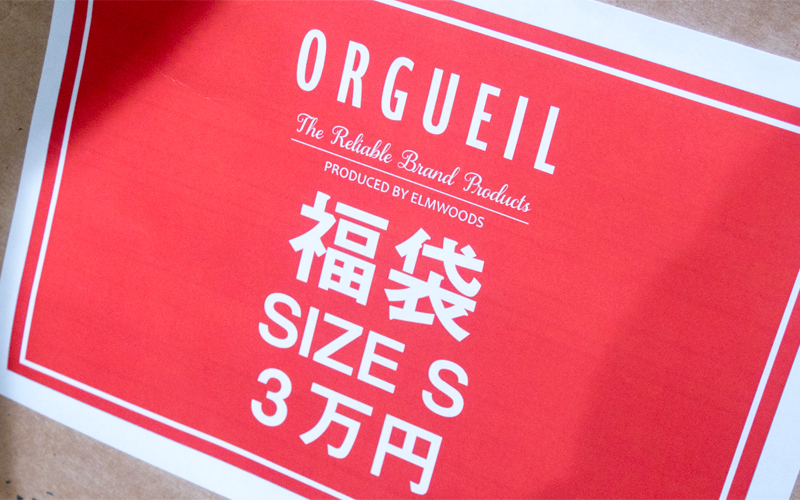 ORGUEIL
The Reliable Brand Products
PRODUCED BY ELMWOODS
福袋
SIZE S
3万円